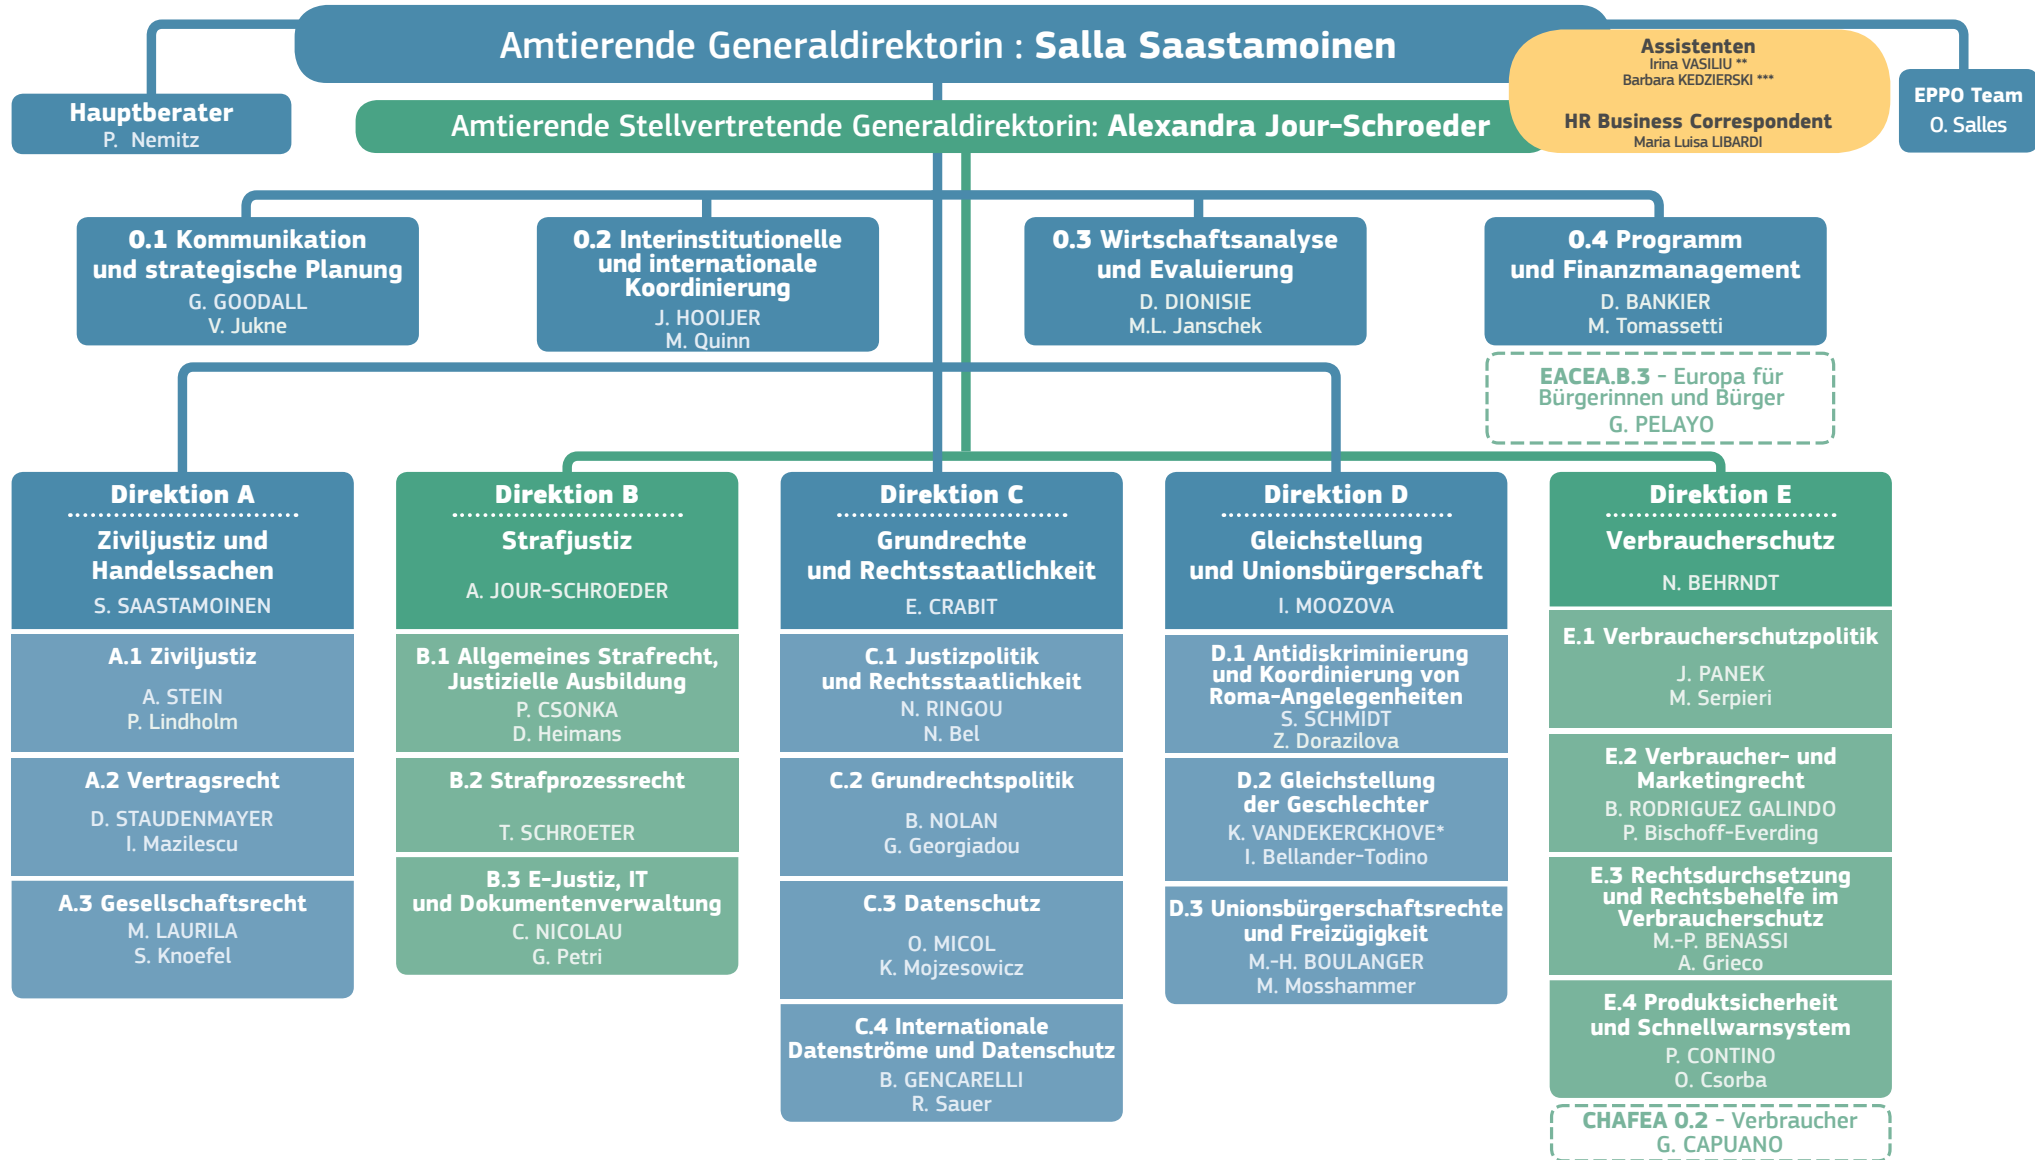 Amtierende Generaldirektorin : Salla Saastamoinen
Assistenten
Irina VASILIU **
Barbara KEDZIERSKI ***
HR Business Correspondent
Maria Luisa LIBARDI
Hauptberater
P. Nemitz
Amtierende Stellvertretende Generaldirektorin: Alexandra Jour-Schroeder
EPPO Team
O. Salles
0.1 Kommunikation
und strategische Planung
G. GOODALL
V. Jukne
0.2 Interinstitutionelle
und internationale
Koordinierung
J. HOOIJER
M. Quinn
0.3 Wirtschaftsanalyse
und Evaluierung
D. DIONISIE
M.L. Janschek
0.4 Programm
und Finanzmanagement
D. BANKIER
M. Tomassetti
EACEA.B.3 - Europa für
Bürgerinnen und Bürger
G. PELAYO
Direktion A
Ziviljustiz und
Handelssachen
S. SAASTAMOINEN
A.1 Ziviljustiz
A. STEIN
P. Lindholm
A.2 Vertragsrecht
D. STAUDENMAYER
I. Mazilescu
A.3 Gesellschaftsrecht
M. LAURILA
S. Knoefel
Direktion B
Strafjustiz
A. JOUR-SCHROEDER
B.1 Allgemeines Strafrecht,
Justizielle Ausbildung
P. CSONKA
D. Heimans
B.2 Strafprozessrecht
T. SCHROETER
B.3 E-Justiz, IT
und Dokumentenverwaltung
C. NICOLAU
G. Petri
Direktion C
Grundrechte
und Rechtsstaatlichkeit
E. CRABIT
C.1 Justizpolitik
und Rechtsstaatlichkeit
N. RINGOU
N. Bel
C.2 Grundrechtspolitik
B. NOLAN
G. Georgiadou
C.3 Datenschutz
O. MICOL
K. Mojzesowicz
C.4 Internationale
Datenströme und Datenschutz
B. GENCARELLI
R. Sauer
Direktion D
Gleichstellung
und Unionsbürgerschaft
I. MOOZOVA
D.1 Antidiskriminierung
und Koordinierung von
Roma-Angelegenheiten
S. SCHMIDT
Z. Dorazilova
D.2 Gleichstellung
der Geschlechter
K. VANDEKERCKHOVE*
I. Bellander-Todino
D.3 Unionsbürgerschaftsrechte
und Freizügigkeit
M.-H. BOULANGER
M. Mosshammer
Direktion E
Verbraucherschutz
N. BEHRNDT
E.1 Verbraucherschutzpolitik
J. PANEK
M. Serpieri
E.2 Verbraucher- und
Marketingrecht
B. RODRIGUEZ GALINDO
P. Bischoff-Everding
E.3 Rechtsdurchsetzung
und Rechtsbehelfe im
Verbraucherschutz
M.-P. BENASSI
A. Grieco
E.4 Produktsicherheit
und Schnellwarnsystem
P. CONTINO
O. Csorba
CHAFEA 0.2 - Verbraucher
G. CAPUANO